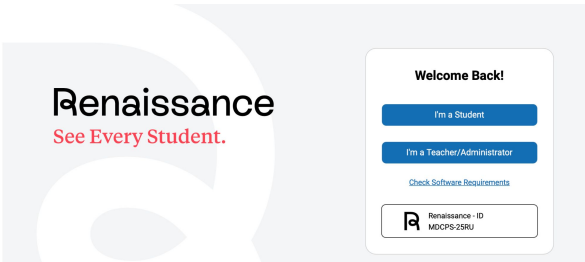 Renaissance
See Every Student.
Welcome Back!
I'm a Student
I'm a Teacher/Administrator
Check Software Requirements
Renaissance - ID
MDCPS-25RU